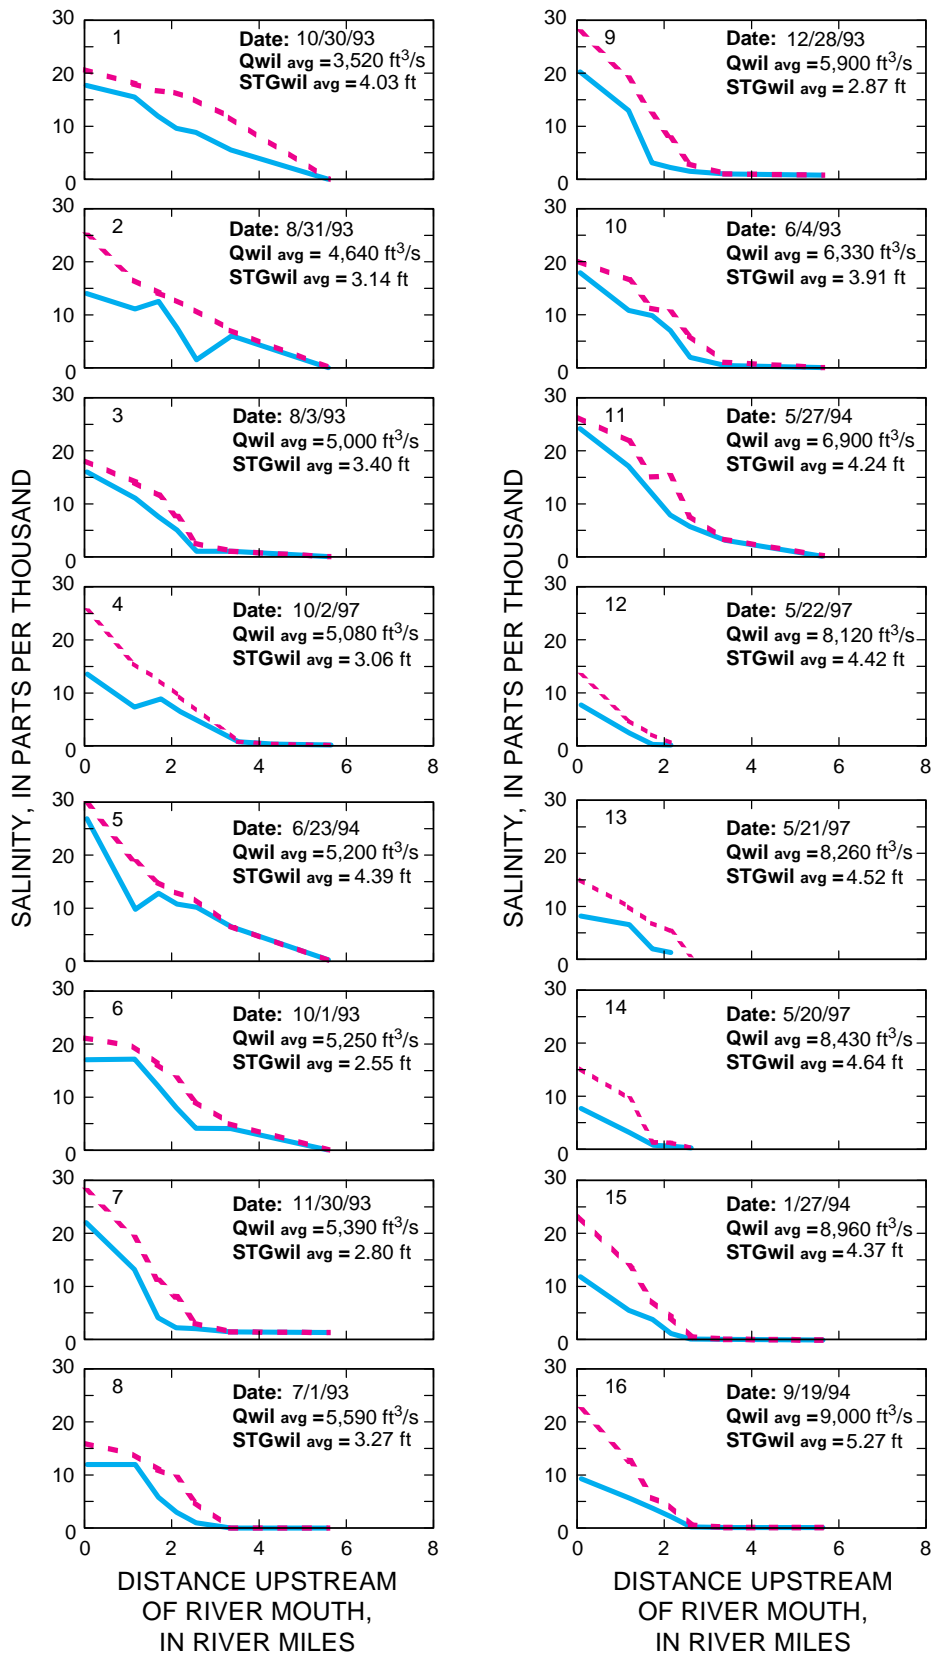 SALINITY, IN PARTS PER THOUSAND
30
20
10
0
1
Date: 10/30/93
Qwil avg = 3,520 ft³/s
STGwil avg = 4.03 ft
30
20
10
0
2
Date: 8/31/93
Qwil avg = 4,640 ft³/s
STGwil avg = 3.14 ft
30
20
10
0
3
Date: 8/3/93
Qwil avg = 5,000 ft³/s
STGwil avg = 3.40 ft
30
20
10
0
4
Date: 10/2/97
Qwil avg = 5,080 ft³/s
STGwil avg = 3.06 ft
0 2 4 6 8
30
20
10
0
5
Date: 6/23/94
Qwil avg = 5,200 ft³/s
STGwil avg = 4.39 ft
30
20
10
0
6
Date: 10/1/93
Qwil avg = 5,250 ft³/s
STGwil avg = 2.55 ft
30
20
10
0
7
Date: 11/30/93
Qwil avg = 5,390 ft³/s
STGwil avg = 2.80 ft
30
20
10
0
8
Date: 7/1/93
Qwil avg = 5,590 ft³/s
STGwil avg = 3.27 ft
0 2 4 6 8
DISTANCE UPSTREAM
OF RIVER MOUTH,
IN RIVER MILES
SALINITY, IN PARTS PER THOUSAND
30
20
10
0
9
Date: 12/28/93
Qwil avg = 5,900 ft³/s
STGwil avg = 2.87 ft
30
20
10
0
10
Date: 6/4/93
Qwil avg = 6,330 ft³/s
STGwil avg = 3.91 ft
30
20
10
0
11
Date: 5/27/94
Qwil avg = 6,900 ft³/s
STGwil avg = 4.24 ft
30
20
10
0
12
Date: 5/22/97
Qwil avg = 8,120 ft³/s
STGwil avg = 4.42 ft
0 2 4 6 8
30
20
10
0
13
Date: 5/21/97
Qwil avg = 8,260 ft³/s
STGwil avg = 4.52 ft
30
20
10
0
14
Date: 5/20/97
Qwil avg = 8,430 ft³/s
STGwil avg = 4.64 ft
30
20
10
0
15
Date: 1/27/94
Qwil avg = 8,960 ft³/s
STGwil avg = 4.37 ft
30
20
10
0
16
Date: 9/19/94
Qwil avg = 9,000 ft³/s
STGwil avg = 5.27 ft
0 2 4 6 8
DISTANCE UPSTREAM
OF RIVER MOUTH,
IN RIVER MILES